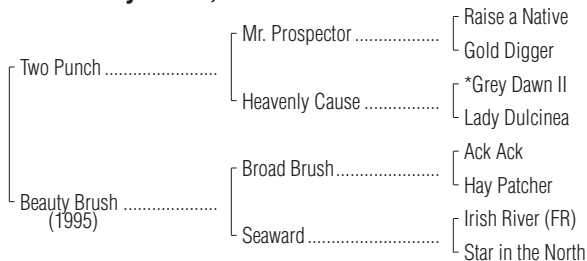 Raise a Native
Mr. Prospector ..................
Gold Digger
Two Punch ........................
*Grey Dawn II
Heavenly Cause ................
Lady Dulcinea
Ack Ack
Broad Brush......................
Hay Patcher
Beauty Brush ....................
(1995)
Irish River (FR)
Seaward............................
Star in the North